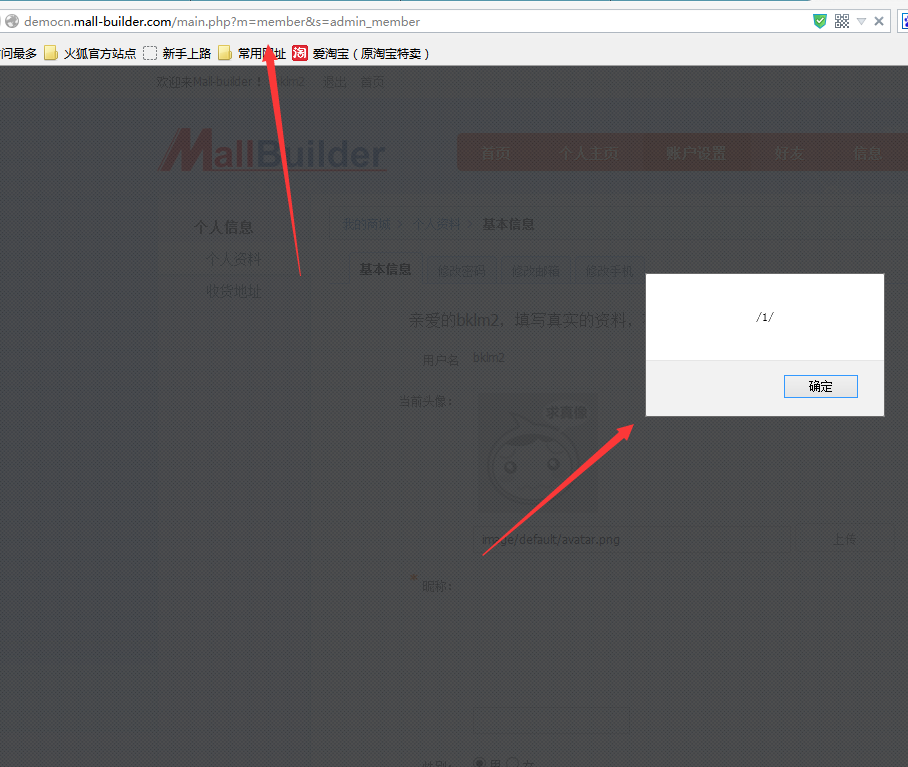 democn.mall-builder.com/main.php?m=member&s=admin_member
问最多 火狐官方站点 新手上路 常用网址 淘 爱淘宝（原淘宝特卖）
欢迎来Mall-builder！ bklm2 退出 首页
MallBuilder
首页 个人主页 账户设置 好友 信息
个人信息
个人资料
收货地址
我的商城 > 个人资料 > 基本信息
基本信息 修改密码 修改邮箱 修改手机
亲爱的bklm2，填写真实的资料，
/1/
确定
用户名 bklm2
当前头像：
求真像
image/default/avatar.png 上传
* 昵称：
性别： 男 女